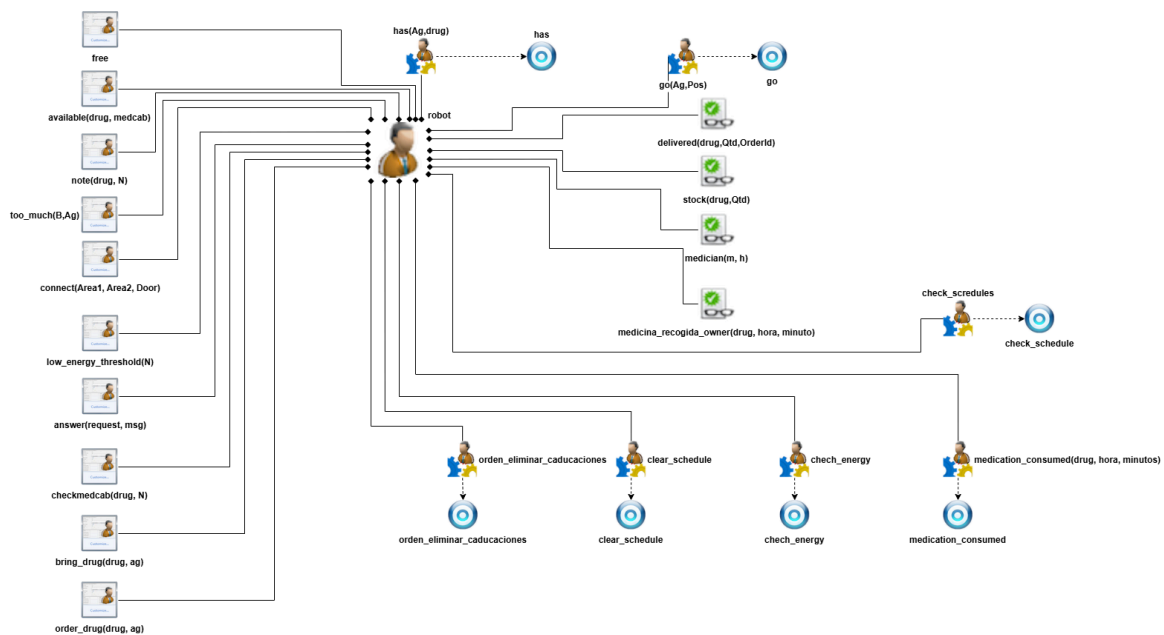 has(Ag,drug)
has
free
go(Ag,Pos)
go
available(drug, medcab)
robot
delivered(drug,Qtd,OrderId)
note(drug, N)
stock(drug,Qtd)
too_much(B,Ag)
medician(m, h)
connect(Area1, Area2, Door)
check_scredules
medicina_recogida_owner(drug, hora, minuto)
check_schedule
low_energy_threshold(N)
answer(request, msg)
orden_eliminar_caducaciones
clear_schedule
chech_energy
medication_consumed(drug, hora, minutos)
checkmedcab(drug, N)
orden_eliminar_caducaciones
clear_schedule
chech_energy
medication_consumed
bring_drug(drug, ag)
order_drug(drug, ag)